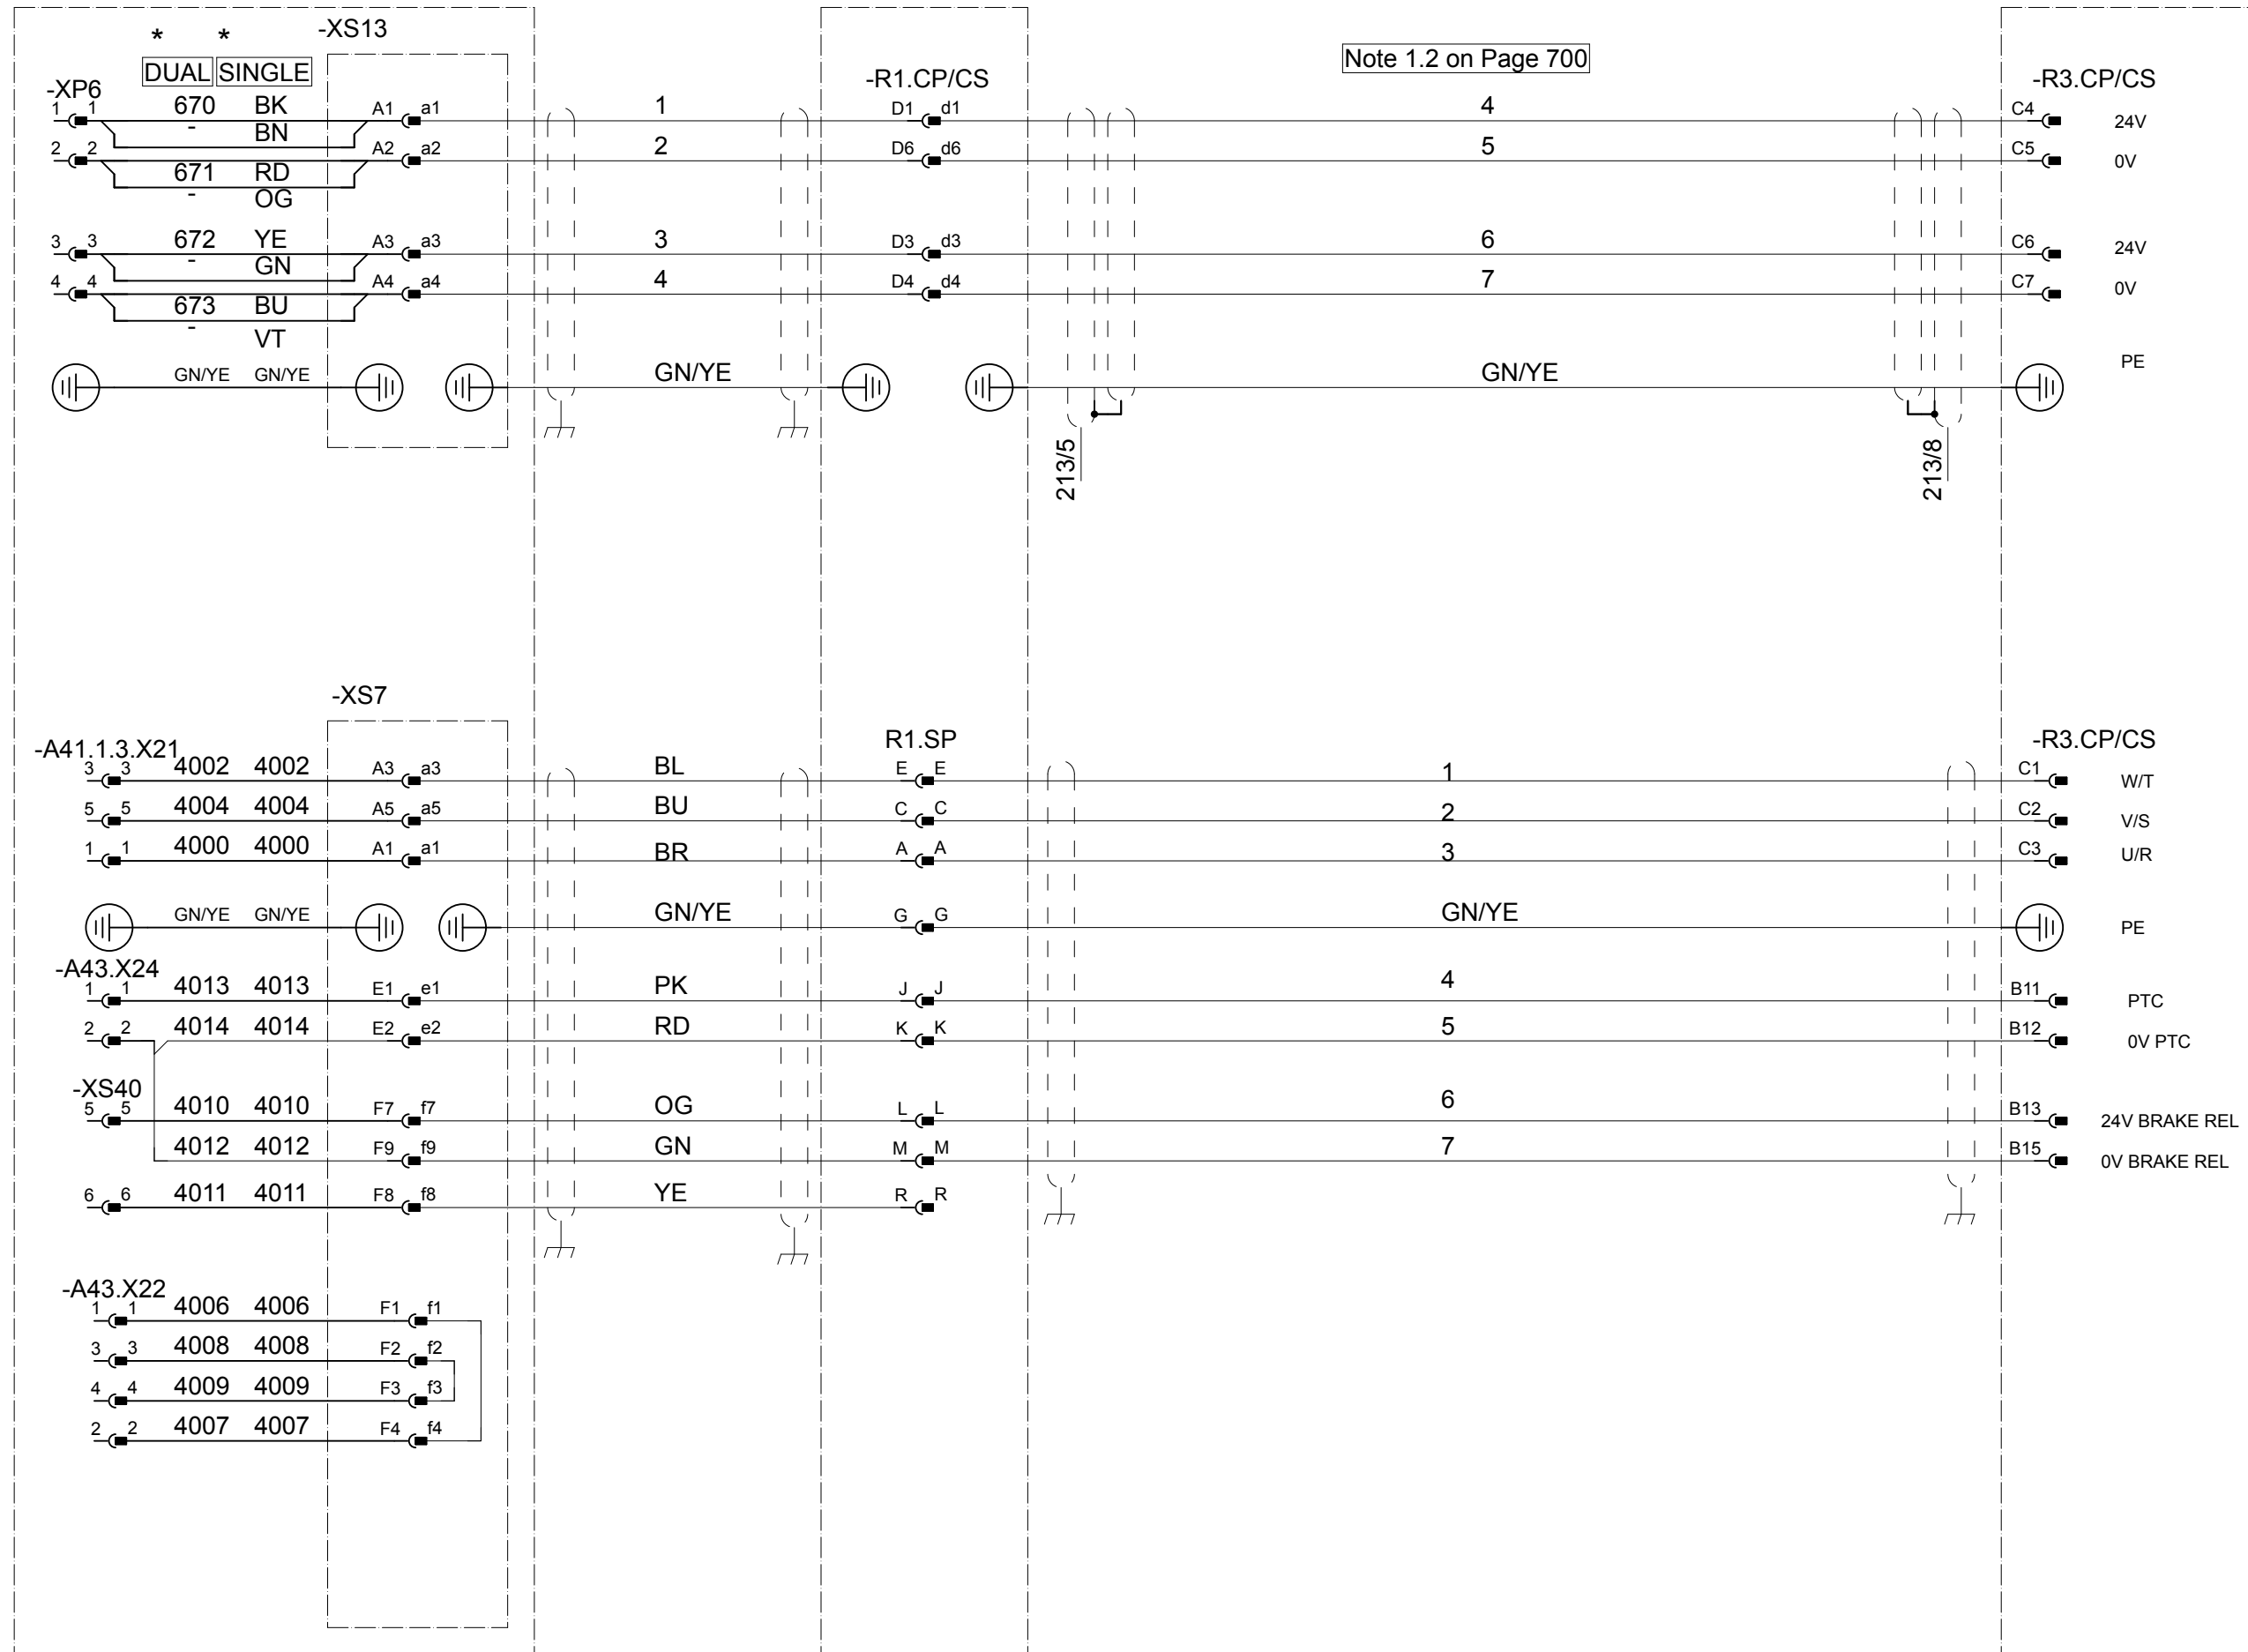 * * -XS13
DUAL SINGLE Note 1.2 on Page 700
-XP6 -R1.CP/CS -R3.CP/CS
1 1 670 BK A1 a1 1 D1 d1 4 C4 24V
- BN
2 2 A2 a2 2 D6 d6 5 C5 0V
671 RD
- OG
3 3 672 YE A3 a3 3 D3 d3 6 C6 24V
- GN
4 4 A4 a4 4 D4 d4 7 C7 0V
673 BU
- VT
GN/YE GN/YE GN/YE GN/YE PE
213/5 213/8
-XS7
-A41.1.3.X21 R1.SP -R3.CP/CS
3 3 4002 4002 A3 a3 BL E E 1 C1 W/T
5 5 4004 4004 A5 a5 BU C C 2 C2 V/S
1 1 4000 4000 A1 a1 BR A A 3 C3 U/R
GN/YE GN/YE GN/YE G G GN/YE PE
-A43.X24
1 1 4013 4013 E1 e1 PK J J 4 B11 PTC
2 2 4014 4014 E2 e2 RD K K 5 B12 0V PTC
-XS40
5 5 4010 4010 F7 f7 OG L L 6 B13 24V BRAKE REL
4012 4012 F9 f9 GN M M 7 B15 0V BRAKE REL
6 6 4011 4011 F8 f8 YE R R
-A43.X22
1 1 4006 4006 F1 f1
3 3 4008 4008 F2 f2
4 4 4009 4009 F3 f3
2 2 4007 4007 F4 f4